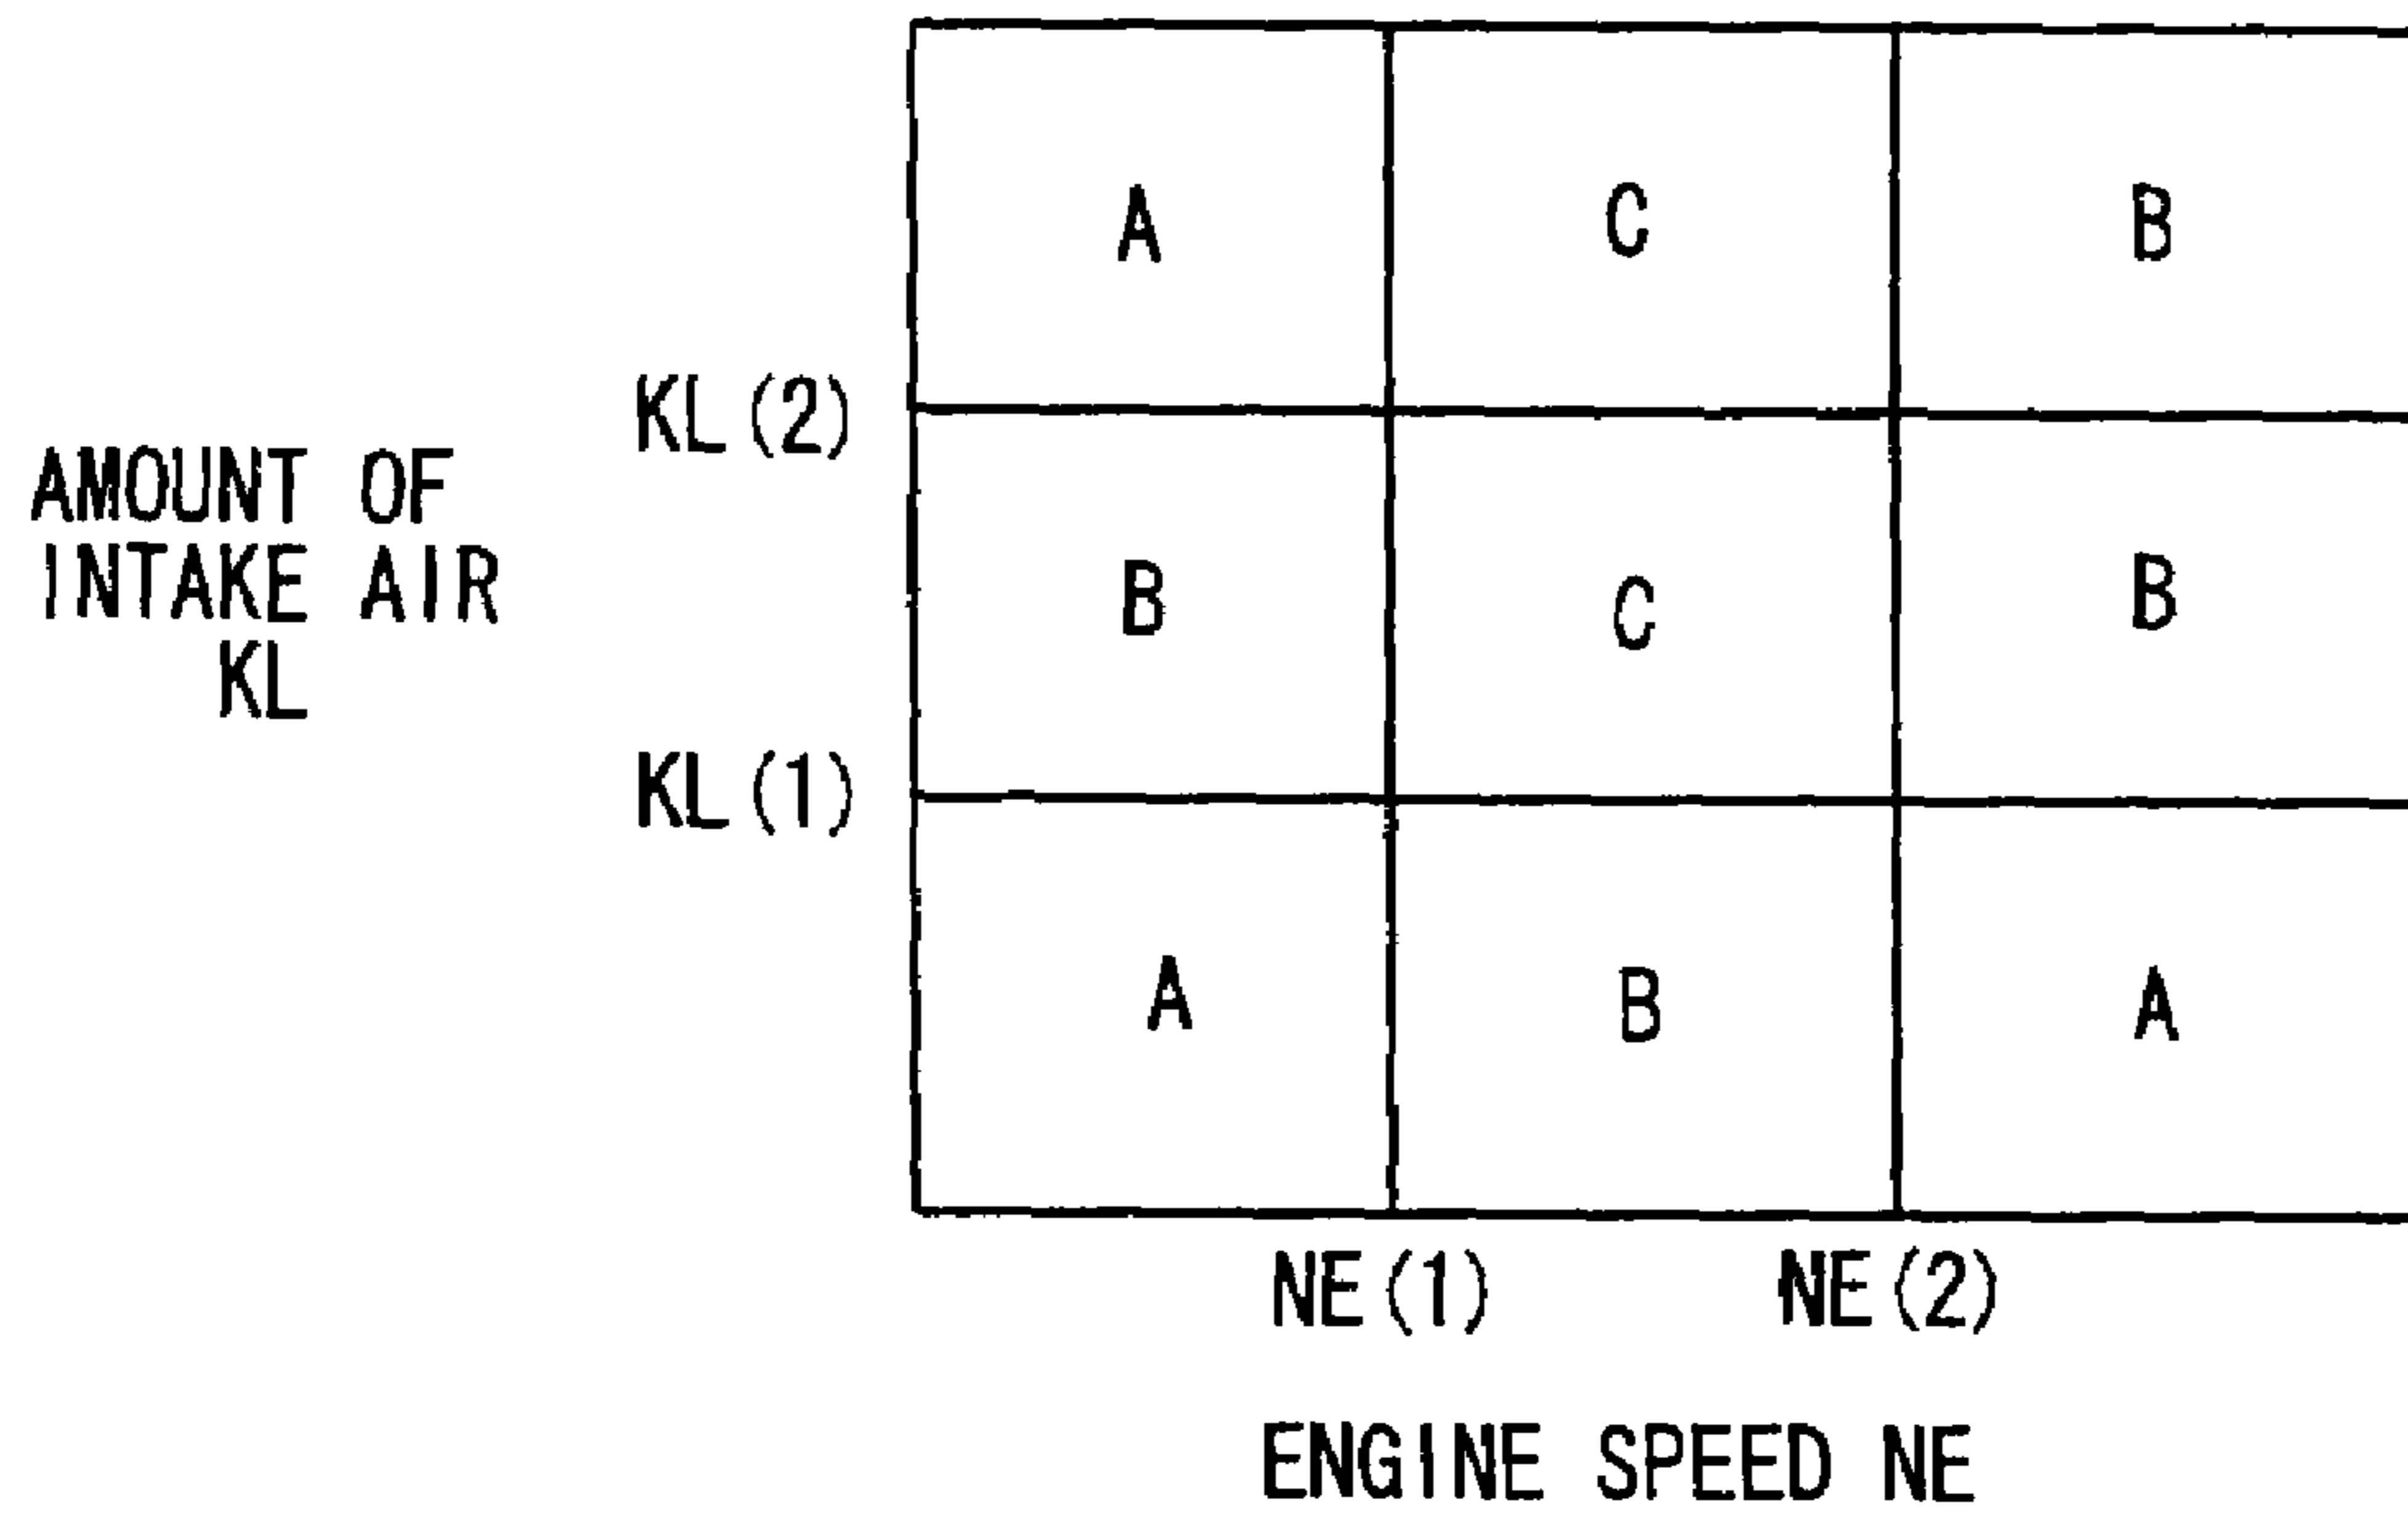 A C B
KL(2)
AMOUNT OF
INTAKE AIR
KL
B C B
KL(1)
A B A
NE(1) NE(2)
ENGINE SPEED NE